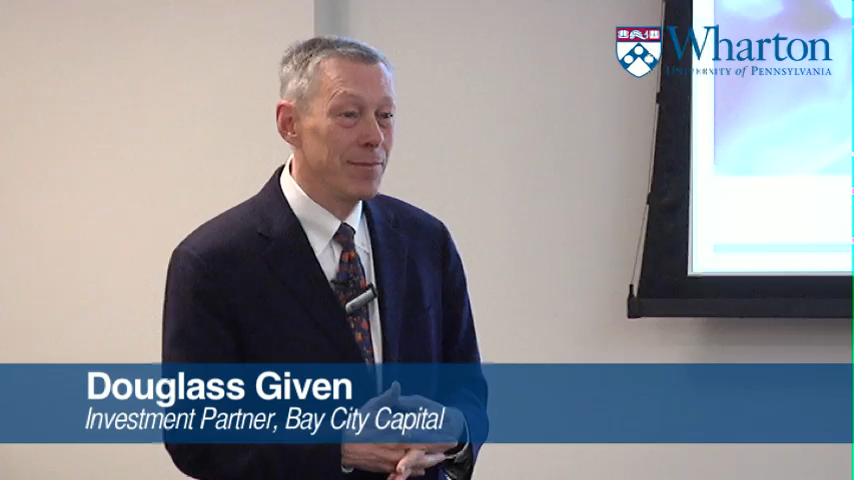 Wharton
UNIVERSITY of PENNSYLVANIA
Douglass Given
Investment Partner, Bay City Capital